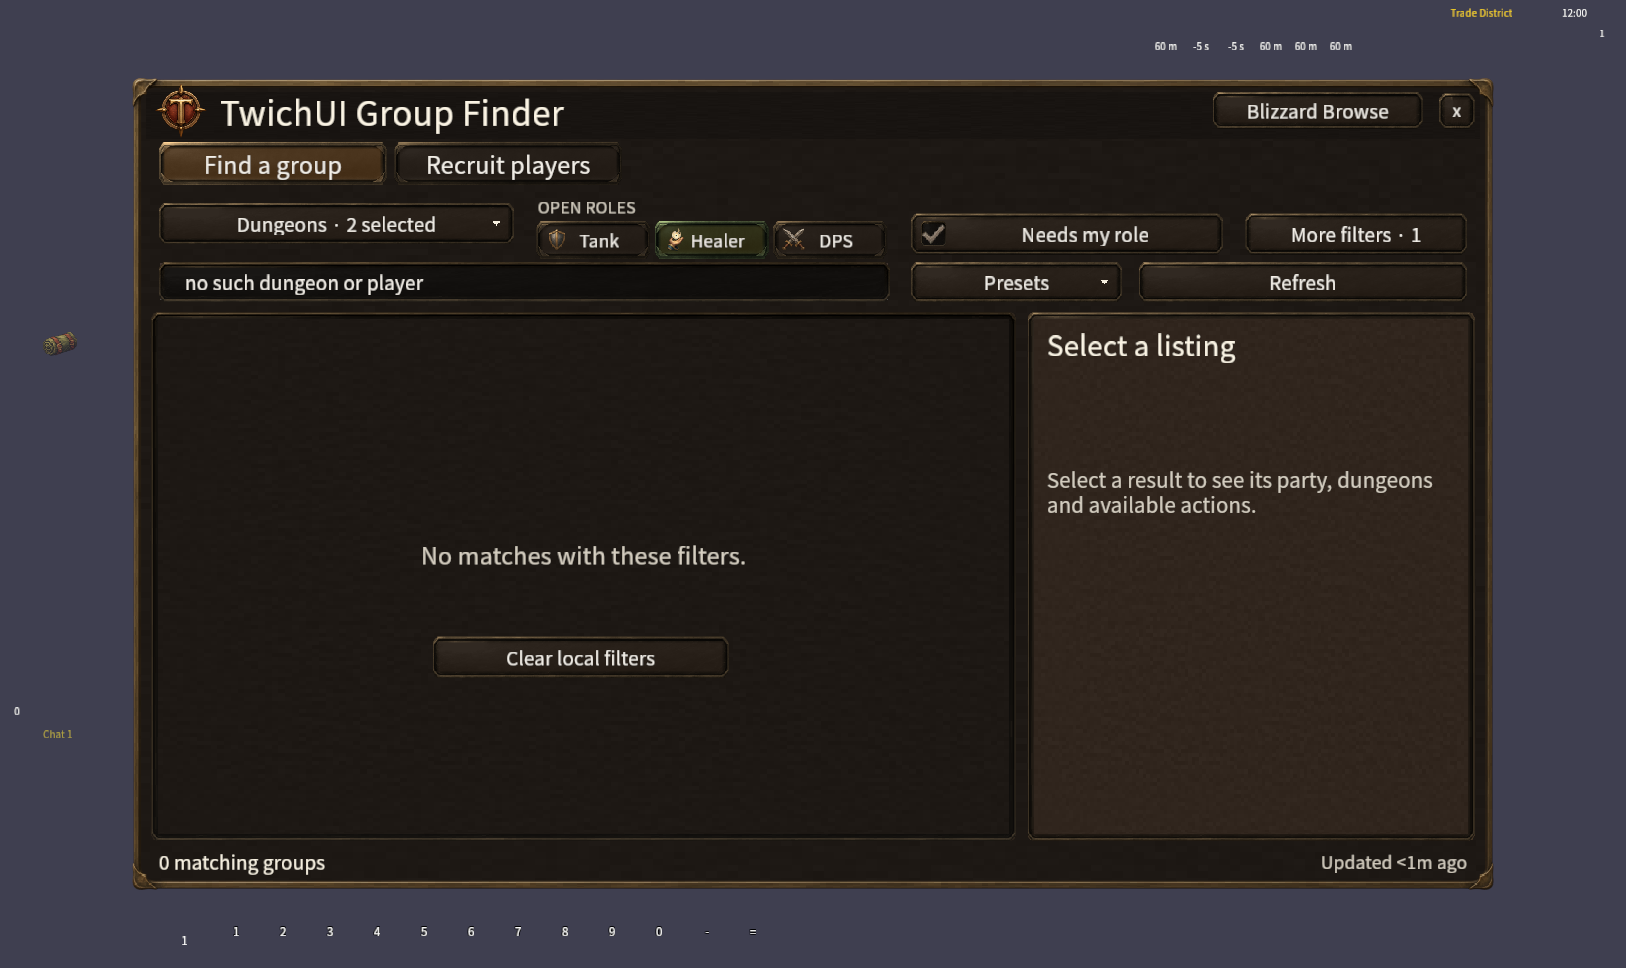 Trade District
12:00
1
60 m
-5 s
-5 s
60 m
60 m
60 m
TwichUI Group Finder
Blizzard Browse
x
Find a group
Recruit players
OPEN ROLES
Dungeons · 2 selected
Tank
Healer
DPS
Needs my role
More filters · 1
no such dungeon or player
Presets
Refresh
Select a listing
Select a result to see its party, dungeons
and available actions.
No matches with these filters.
Clear local filters
0
Chat 1
0 matching groups
Updated <1m ago
1
1
2
3
4
5
6
7
8
9
0
-
=